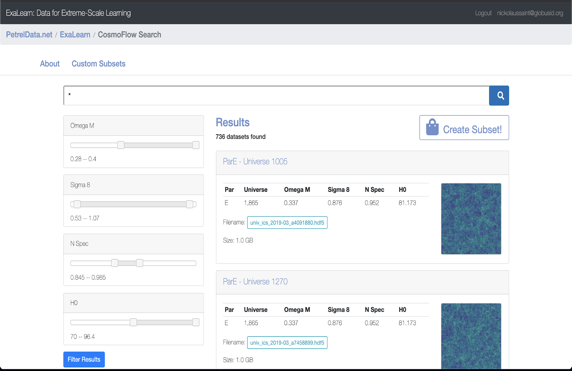 ExaLearn: Data for Extreme-Scale Learning
Logout nickolaussaint@globusid.org
PetrelData.net / ExaLearn / CosmoFlow Search
About Custom Subsets
*
Omega M
0.28 -- 0.4
Sigma 8
0.53 -- 1.07
N Spec
0.845 -- 0.985
H0
70 -- 96.4
Filter Results
Results
736 datasets found
Create Subset!
ParE - Universe 1005
Par Universe Omega M Sigma 8 N Spec H0
E 1,865 0.337 0.876 0.952 81.173
Filename: univ_ics_2019-03_a4091880.hdf5
Size: 1.0 GB
ParE - Universe 1270
Par Universe Omega M Sigma 8 N Spec H0
E 1,865 0.337 0.876 0.952 81.173
Filename: univ_ics_2019-03_a7458899.hdf5
Size: 1.0 GB